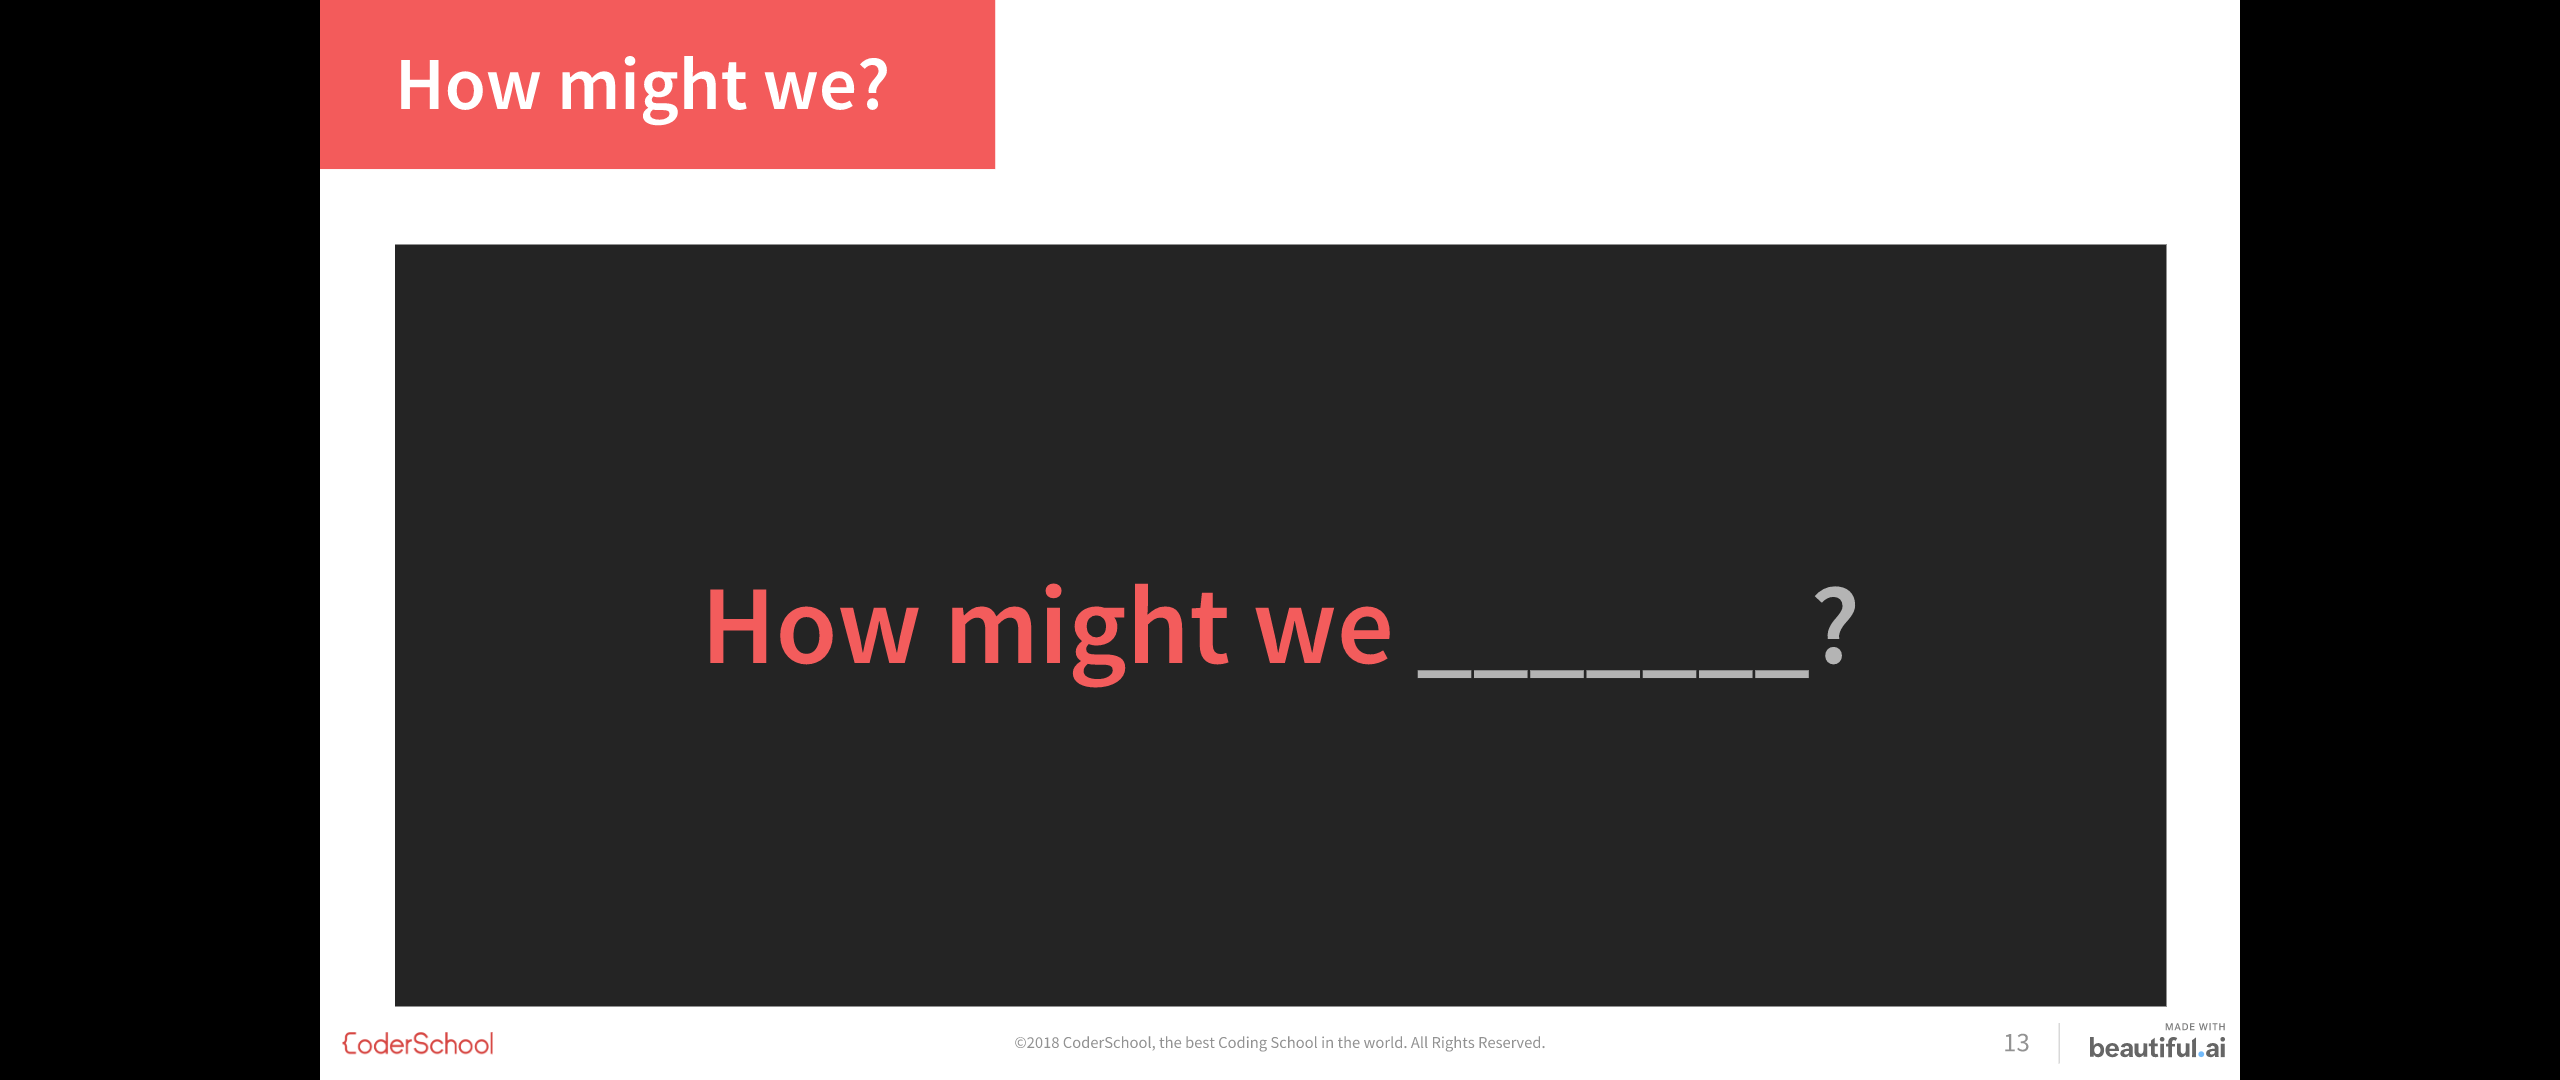 How might we?
How might we _______?
{CoderSchool
©2018 CoderSchool, the best Coding School in the world. All Rights Reserved.
13
MADE WITH
beautiful.ai